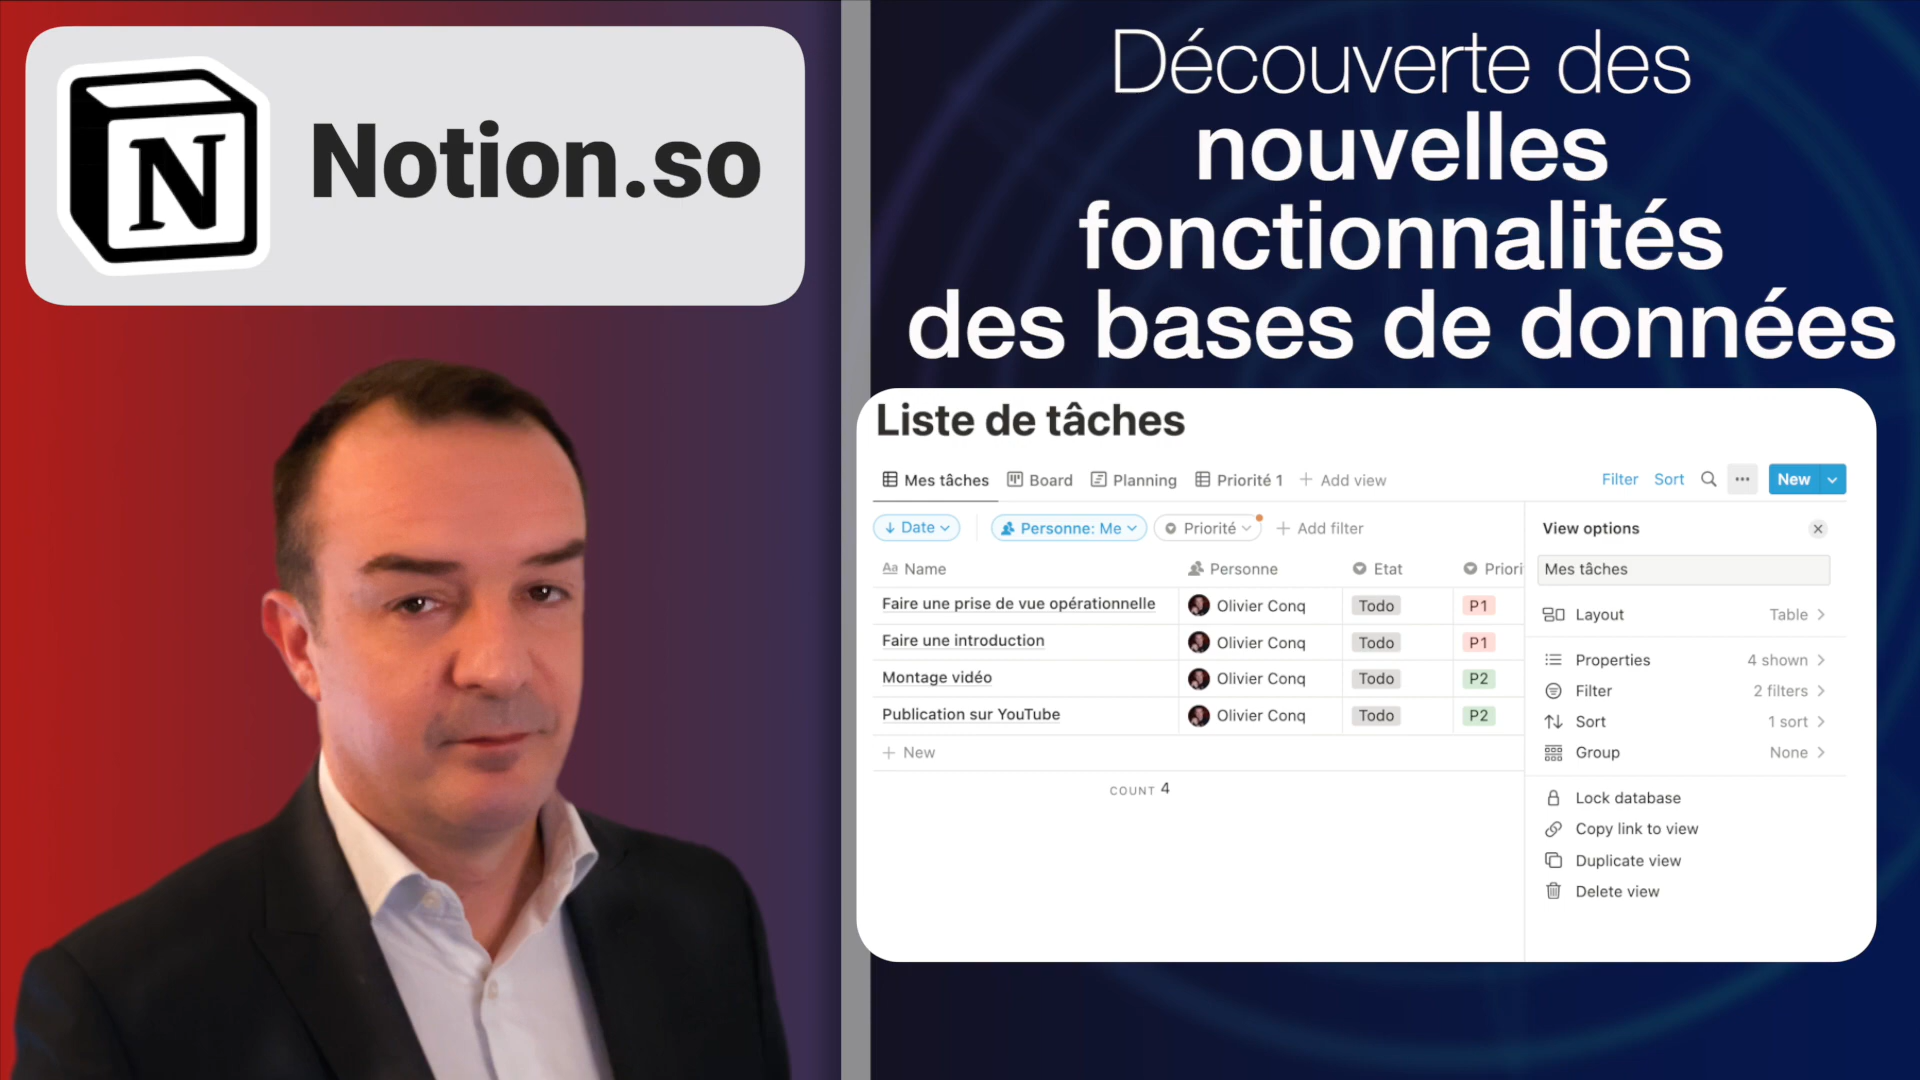 N
Notion.so
Découverte des
nouvelles
fonctionnalités
des bases de données
Liste de tâches
Mes tâches Board Planning Priorité 1 + Add view Filter Sort ••• New
↓ Date Personne: Me Priorité + Add filter
Aa Name Personne Etat Priori
Faire une prise de vue opérationnelle Olivier Conq Todo P1
Faire une introduction Olivier Conq Todo P1
Montage vidéo Olivier Conq Todo P2
Publication sur YouTube Olivier Conq Todo P2
+ New
COUNT 4
View options
Mes tâches
Layout Table
Properties 4 shown
Filter 2 filters
Sort 1 sort
Group None
Lock database
Copy link to view
Duplicate view
Delete view